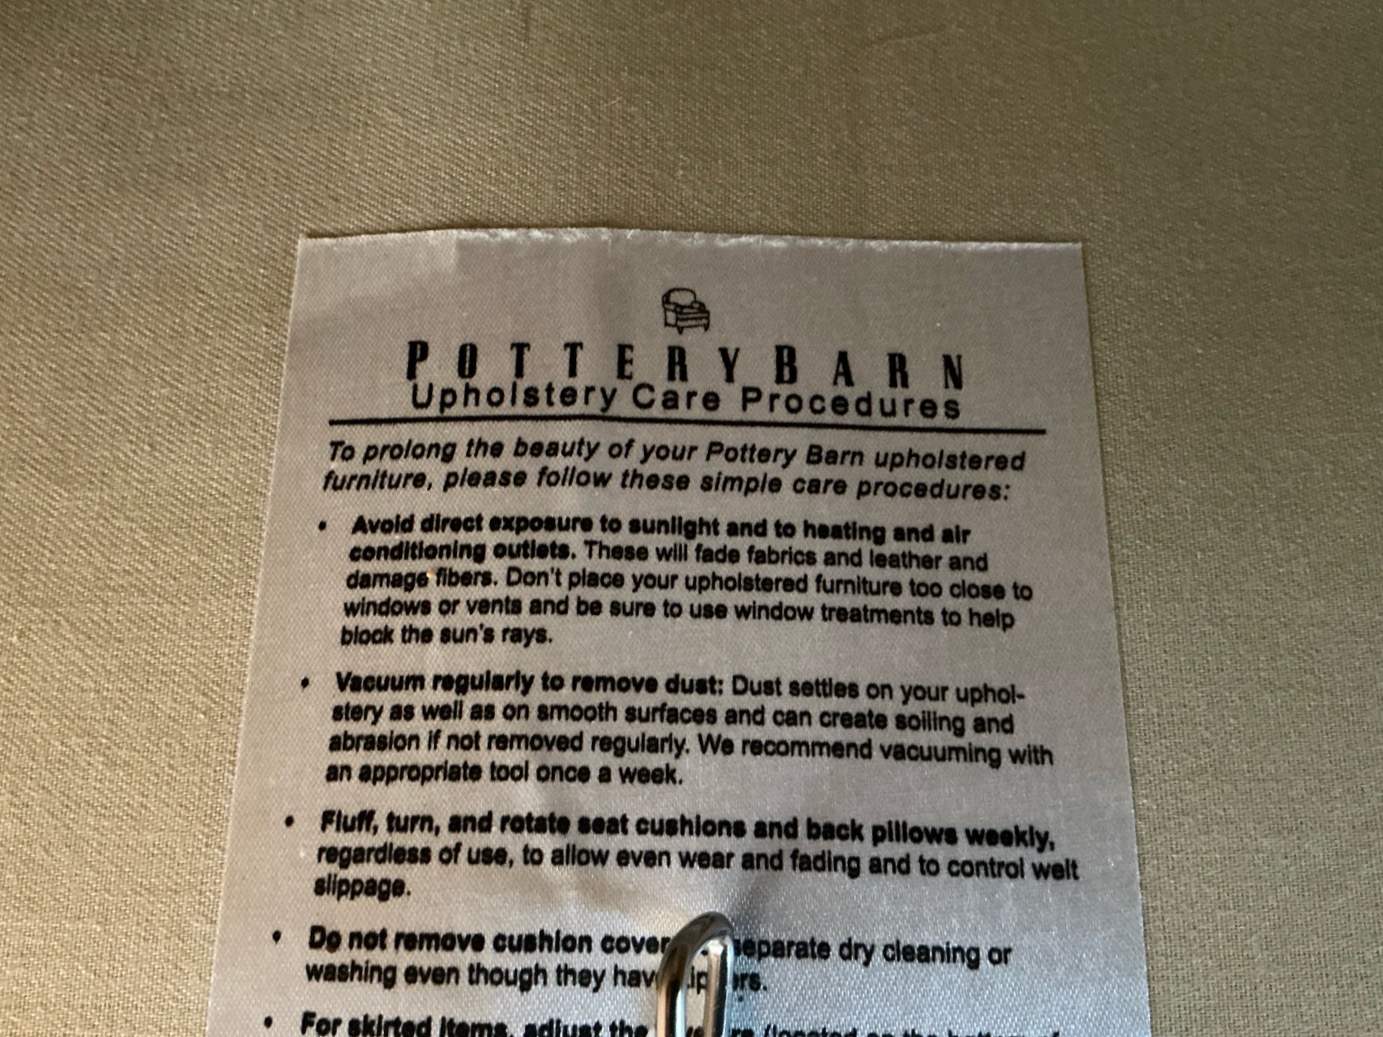 POTTERYBARN
Upholstery Care Procedures
To prolong the beauty of your Pottery Barn upholstered
furniture, please follow these simple care procedures:
• Avoid direct exposure to sunlight and to heating and air
conditioning outlets. These will fade fabrics and leather and
damage fibers. Don't place your upholstered furniture too close to
windows or vents and be sure to use window treatments to help
block the sun's rays.
• Vacuum regularly to remove dust: Dust settles on your uphol-
stery as well as on smooth surfaces and can create soiling and
abrasion if not removed regularly. We recommend vacuuming with
an appropriate tool once a week.
• Fluff, turn, and rotate seat cushions and back pillows weekly,
regardless of use, to allow even wear and fading and to control welt
slippage.
• Do not remove cushion cover separate dry cleaning or
washing even though they have
• For skirted items, adjust the (located on the bottom of